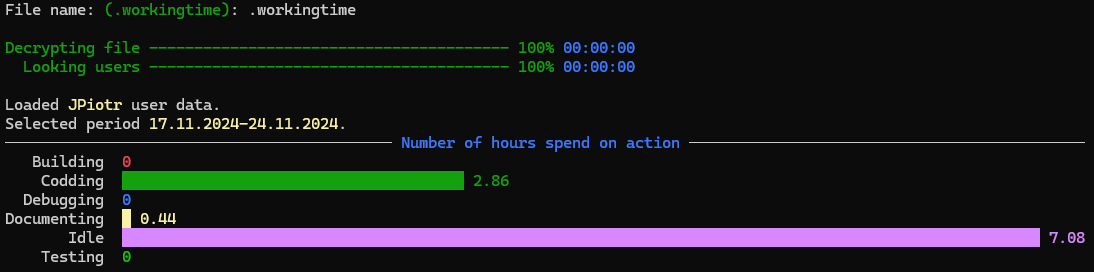 File name: (.workingtime): .workingtime
Decrypting file ---------------------------------------- 100% 00:00:00
Looking users ---------------------------------------- 100% 00:00:00
Loaded JPiotr user data.
Selected period 17.11.2024-24.11.2024.
Number of hours spend on action
Building 0
Codding 2.86
Debugging 0
Documenting 0.44
Idle 7.08
Testing 0